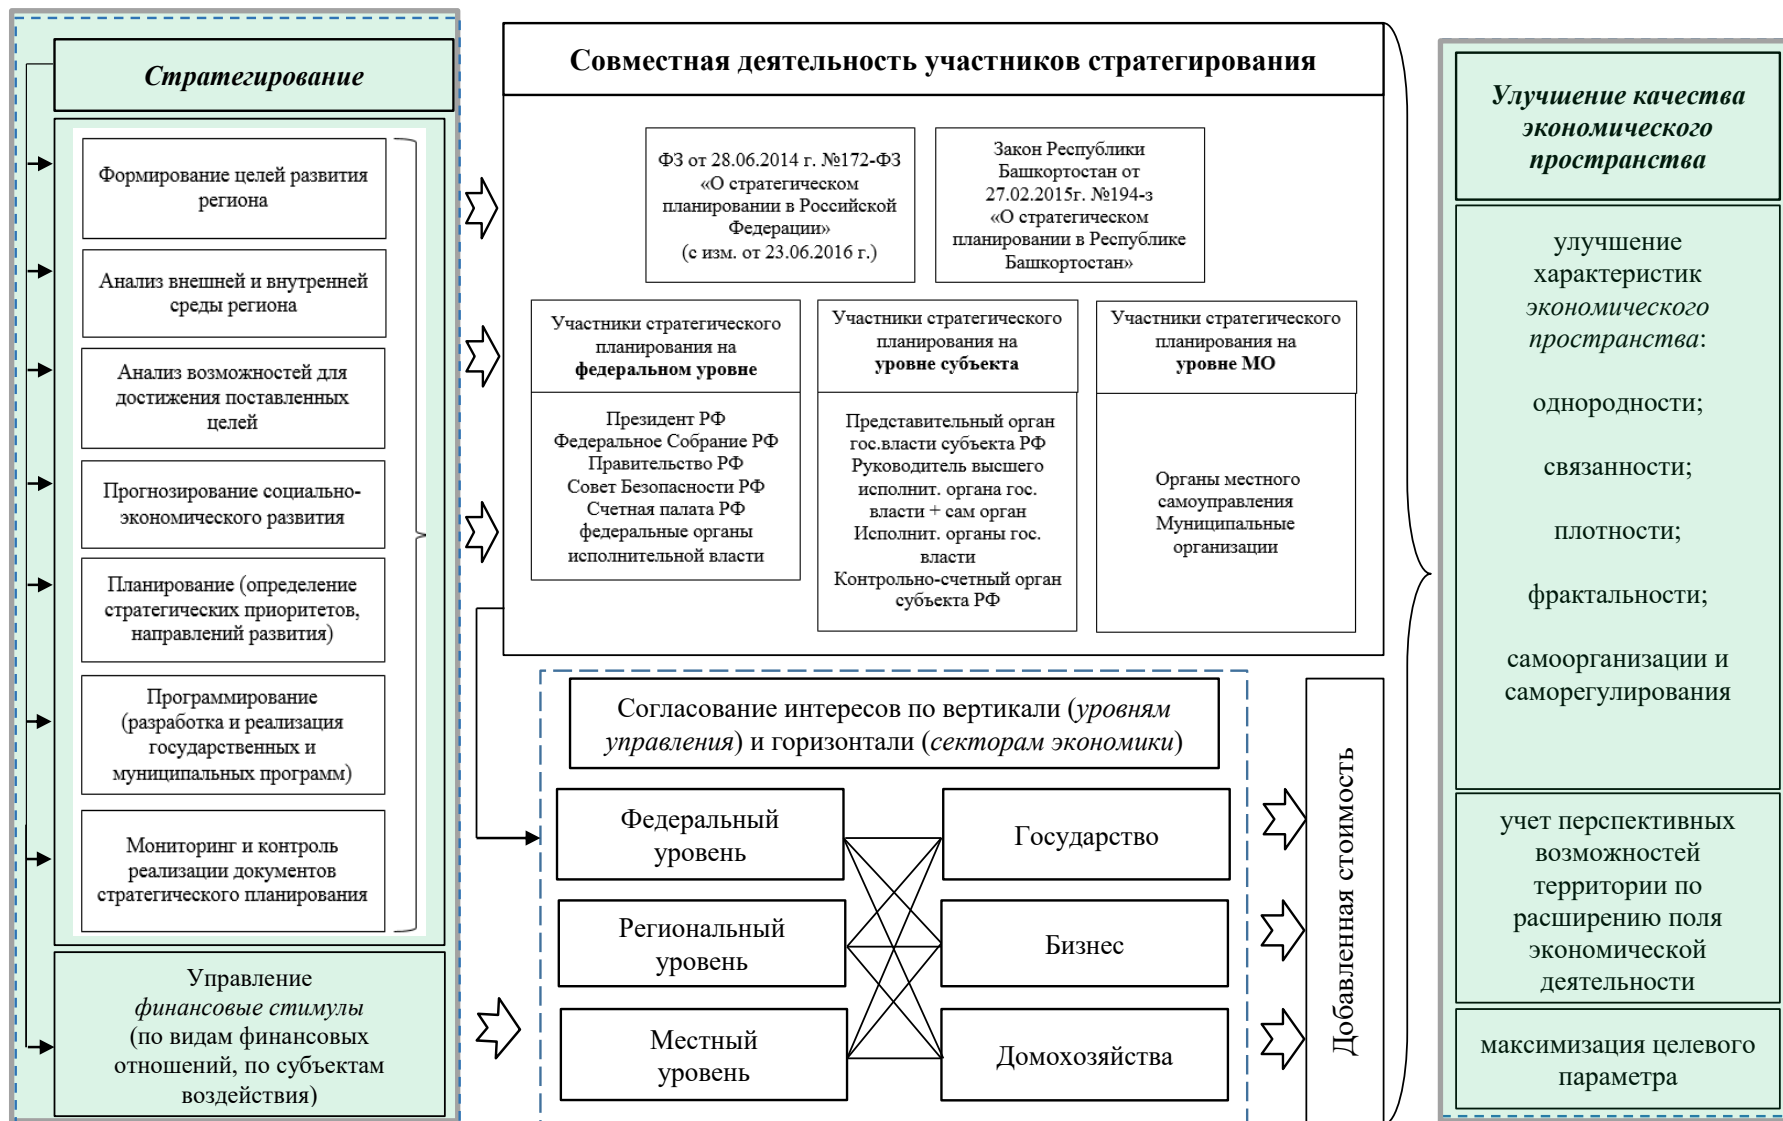 Стратегирование
Формирование целей развития
региона
Анализ внешней и внутренней
среды региона
Анализ возможностей для
достижения поставленных
целей
Прогнозирование социально-
экономического развития
Планирование (определение
стратегических приоритетов,
направлений развития)
Программирование
(разработка и реализация
государственных и
муниципальных программ)
Мониторинг и контроль
реализации документов
стратегического планирования
Управление
финансовые стимулы
(по видам финансовых
отношений, по субъектам
воздействия)
Совместная деятельность участников стратегирования
ФЗ от 28.06.2014 г. №172-ФЗ
«О стратегическом
планировании в Российской
Федерации»
(с изм. от 23.06.2016 г.)
Закон Республики
Башкортостан от
27.02.2015г. №194-з
«О стратегическом
планировании в Республике
Башкортостан»
Участники стратегического
планирования на
федеральном уровне
Президент РФ
Федеральное Собрание РФ
Правительство РФ
Совет Безопасности РФ
Счетная палата РФ
федеральные органы
исполнительной власти
Участники стратегического
планирования на
уровне субъекта
Представительный орган
гос.власти субъекта РФ
Руководитель высшего
исполнит. органа гос.
власти + сам орган
Исполнит. органы гос.
власти
Контрольно-счетный орган
субъекта РФ
Участники стратегического
планирования на
уровне МО
Органы местного
самоуправления
Муниципальные
организации
Согласование интересов по вертикали (уровням
управления) и горизонтали (секторам экономики)
Федеральный
уровень
Региональный
уровень
Местный
уровень
Государство
Бизнес
Домохозяйства
Добавленная стоимость
Улучшение качества
экономического
пространства
улучшение
характеристик
экономического
пространства:
однородности;
связанности;
плотности;
фрактальности;
самоорганизации и
саморегулирования
учет перспективных
возможностей
территории по
расширению поля
экономической
деятельности
максимизация целевого
параметра